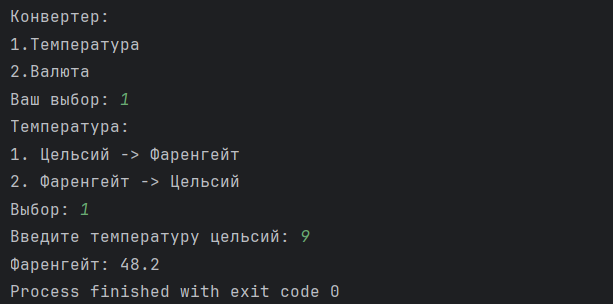 Конвертер:
1.Температура
2.Валюта
Ваш выбор: 1
Температура:
1. Цельсий -> Фаренгейт
2. Фаренгейт -> Цельсий
Выбор: 1
Введите температуру цельсий: 9
Фаренгейт: 48.2
Process finished with exit code 0